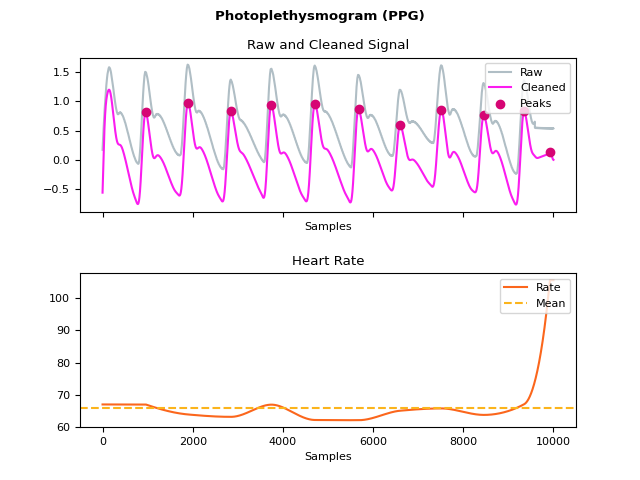 Photoplethysmogram (PPG)
Raw and Cleaned Signal
1.5
1.0
0.5
0.0
−0.5
Raw
Cleaned
Peaks
Samples
Heart Rate
100
90
80
70
60
Rate
Mean
0 2000 4000 6000 8000 10000
Samples